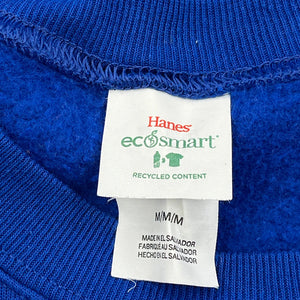 Hanes
ecosmart
RECYCLED CONTENT
M/M/M
MADE IN EL SALVADOR
FABRIQUÉ AU SALVADOR
HECHO EN EL SALVADOR